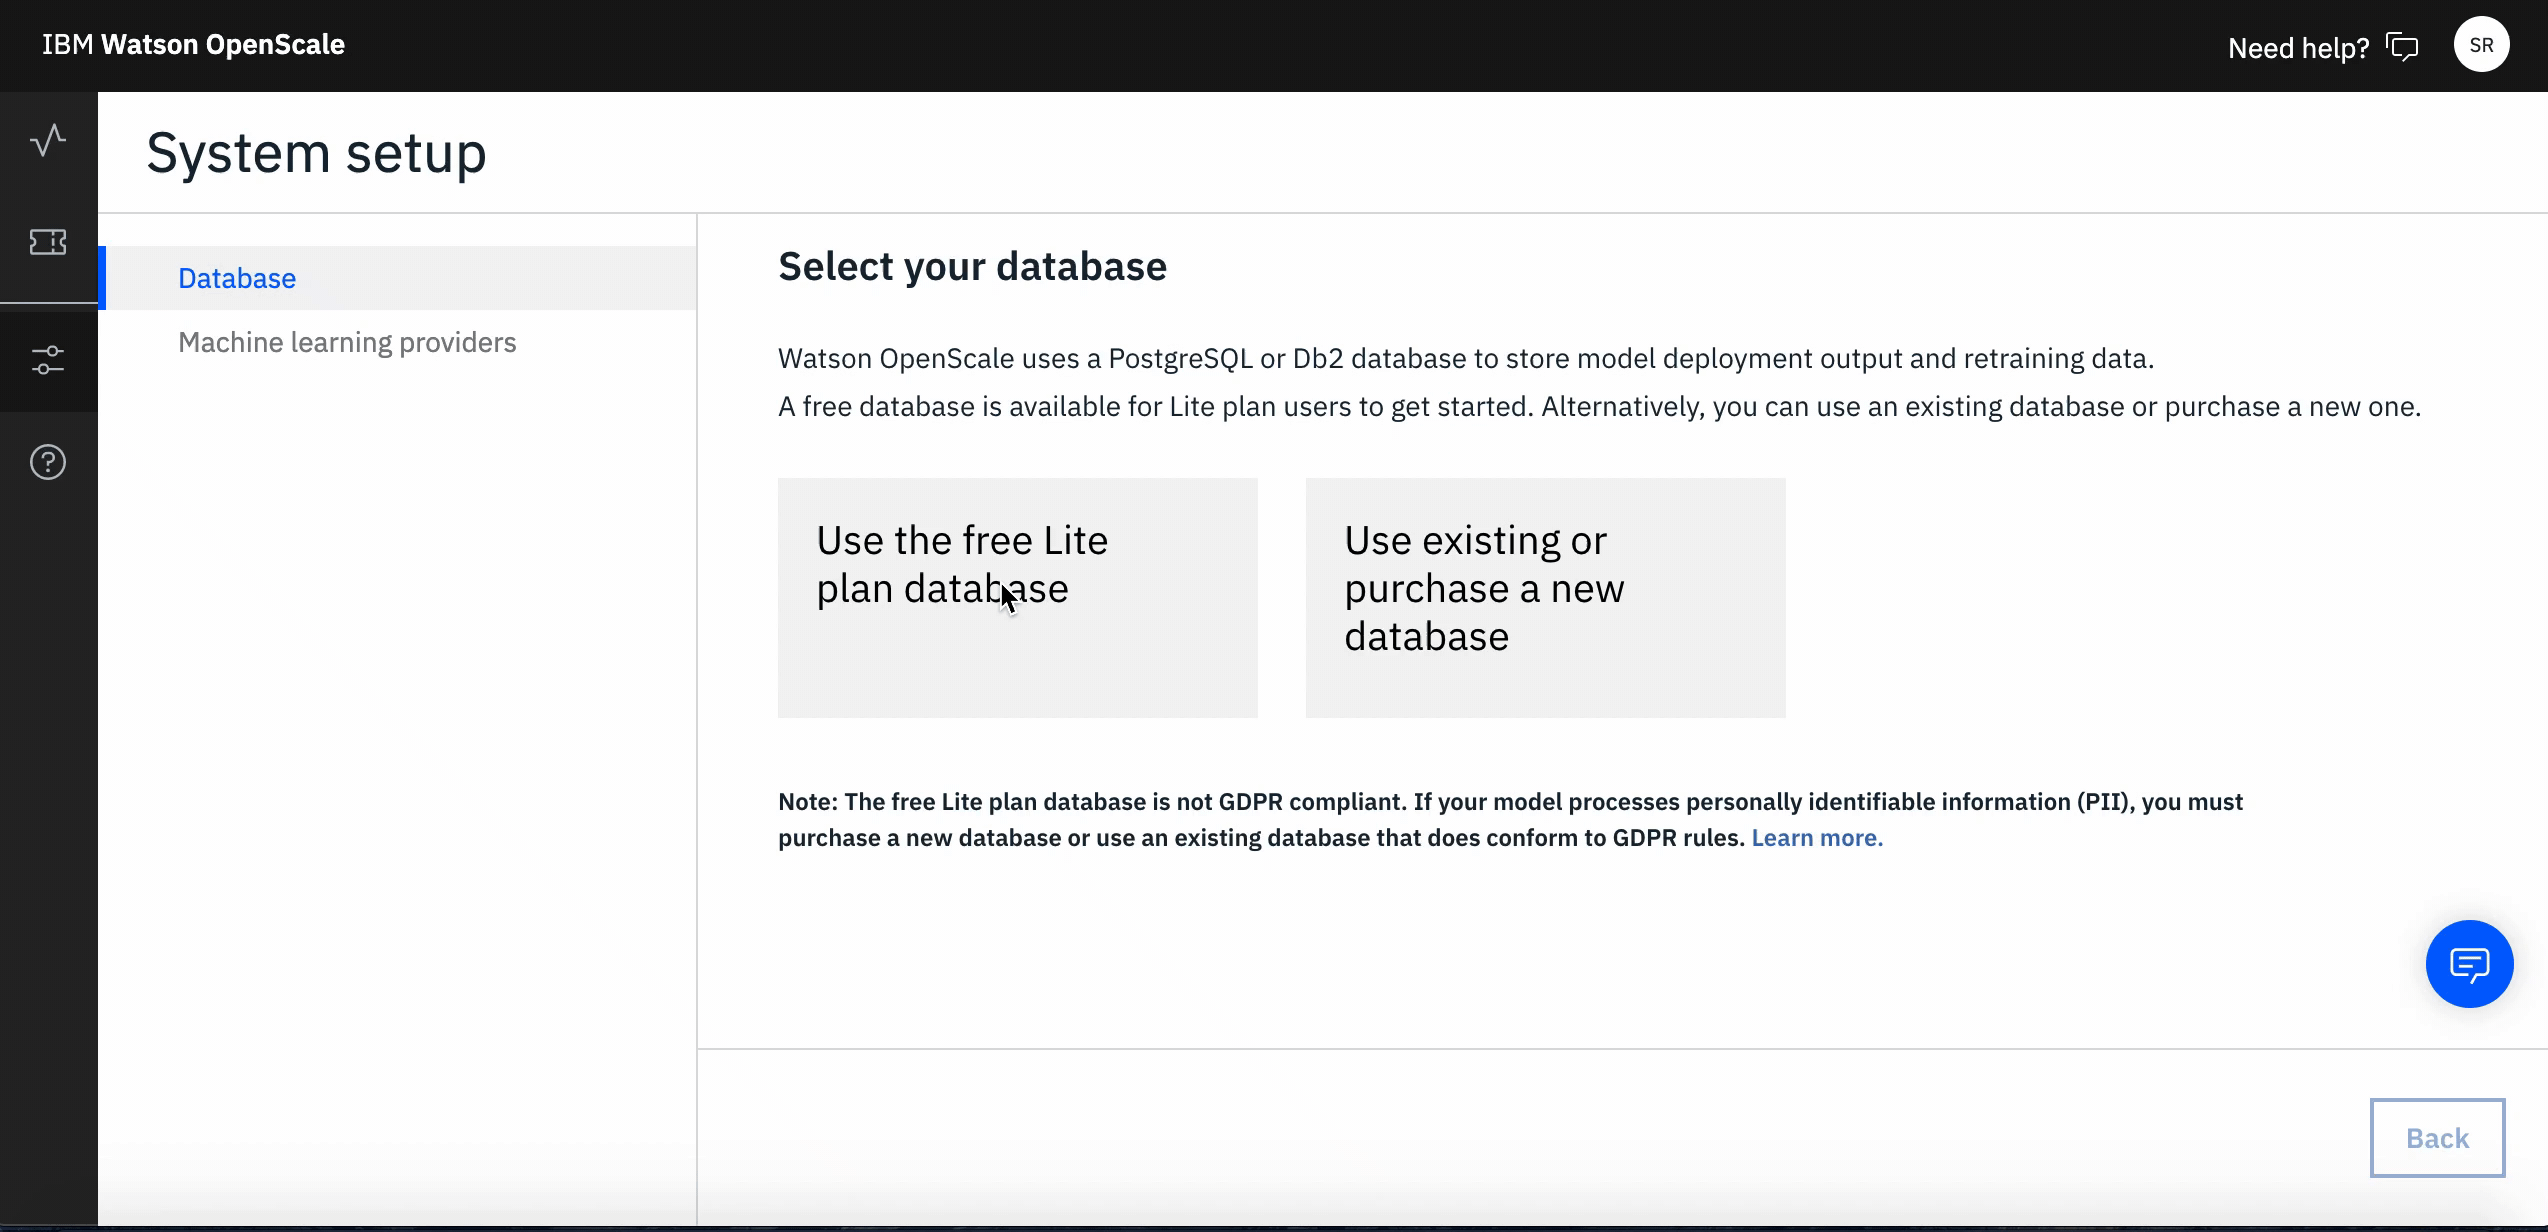 IBM Watson OpenScale
Need help?
SR
System setup
Database
Machine learning providers
Select your database
Watson OpenScale uses a PostgreSQL or Db2 database to store model deployment output and retraining data.
A free database is available for Lite plan users to get started. Alternatively, you can use an existing database or purchase a new one.
Use the free Lite
plan database
Use existing or
purchase a new
database
Note: The free Lite plan database is not GDPR compliant. If your model processes personally identifiable information (PII), you must
purchase a new database or use an existing database that does conform to GDPR rules. Learn more.
Back